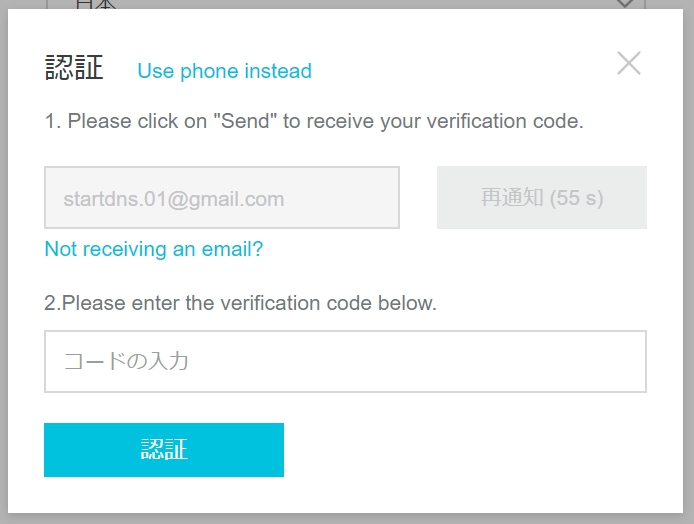 日本
認証 Use phone instead
1. Please click on "Send" to receive your verification code.
startdns.01@gmail.com 再通知 (55 s)
Not receiving an email?
2.Please enter the verification code below.
コードの入力
認証